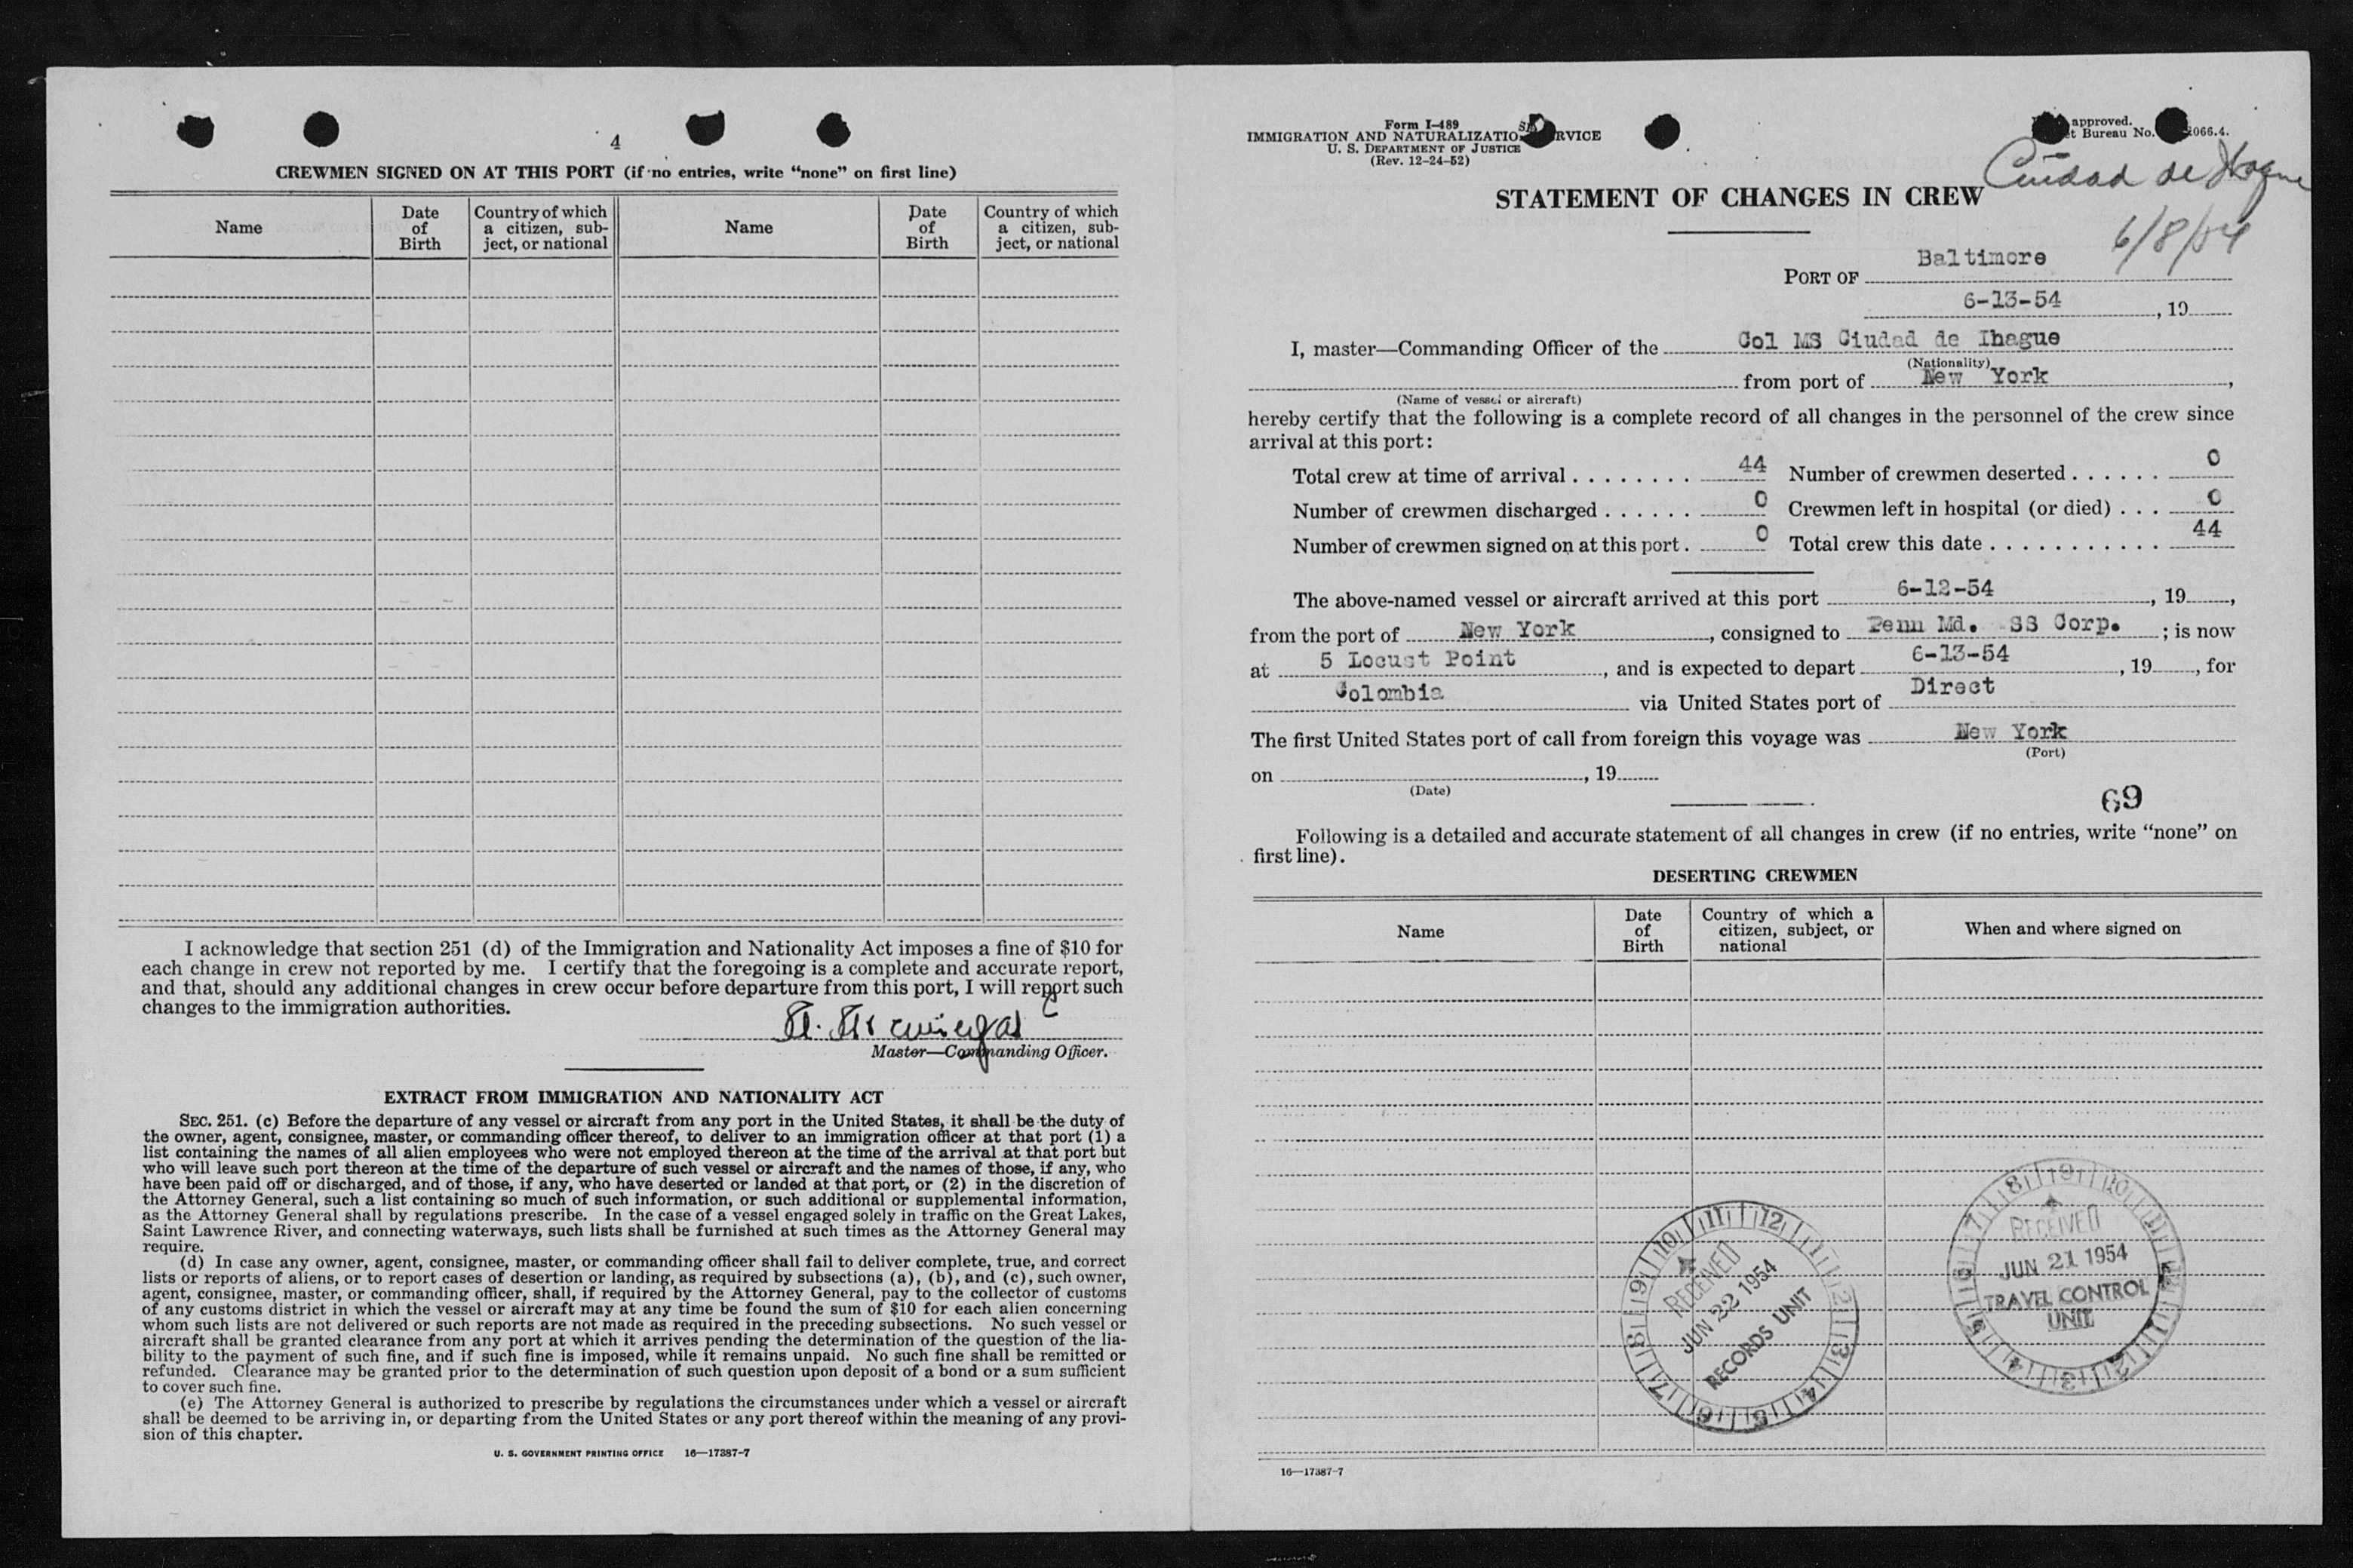 4
CREWMEN SIGNED ON AT THIS PORT (if no entries, write “none” on first line)
Name
Date of Birth
Country of which a citizen, subject, or national
Name
Date of Birth
Country of which a citizen, subject, or national
I acknowledge that section 251 (d) of the Immigration and Nationality Act imposes a fine of $10 for
each change in crew not reported by me. I certify that the foregoing is a complete and accurate report,
and that, should any additional changes in crew occur before departure from this port, I will report such
changes to the immigration authorities.
Master—Commanding Officer.
EXTRACT FROM IMMIGRATION AND NATIONALITY ACT
SEC. 251. (c) Before the departure of any vessel or aircraft from any port in the United States, it shall be the duty of
the owner, agent, consignee, master, or commanding officer thereof, to deliver to an immigration officer at that port (1) a
list containing the names of all alien employees who were not employed thereon at the time of the arrival at that port but
who will leave such port thereon at the time of the departure of such vessel or aircraft and the names of those, if any, who
have been paid off or discharged, and of those, if any, who have deserted or landed at that port, or (2) in the discretion of
the Attorney General, such a list containing so much of such information, or such additional or supplemental information,
as the Attorney General shall by regulations prescribe. In the case of a vessel engaged solely in traffic on the Great Lakes,
Saint Lawrence River, and connecting waterways, such lists shall be furnished at such times as the Attorney General may
require.
(d) In case any owner, agent, consignee, master, or commanding officer shall fail to deliver complete, true, and correct
lists or reports of aliens, or to report cases of desertion or landing, as required by subsections (a), (b), and (c), such owner,
agent, consignee, master, or commanding officer, shall, if required by the Attorney General, pay to the collector of customs
of any customs district in which the vessel or aircraft may at any time be found the sum of $10 for each alien concerning
whom such lists are not delivered or such reports are not made as required in the preceding subsections. No such vessel or
aircraft shall be granted clearance from any port at which it arrives pending the determination of the question of the lia-
bility to the payment of such fine, and if such fine is imposed, while it remains unpaid. No such fine shall be remitted or
refunded. Clearance may be granted prior to the determination of such question upon deposit of a bond or a sum sufficient
to cover such fine.
(e) The Attorney General is authorized to prescribe by regulations the circumstances under which a vessel or aircraft
shall be deemed to be arriving in, or departing from the United States or any port thereof within the meaning of any provi-
sion of this chapter.
U. S. GOVERNMENT PRINTING OFFICE 16—17387-7
Form I-489
IMMIGRATION AND NATURALIZATIO SE RVICE
U. S. DEPARTMENT OF JUSTICE
(Rev. 12-24-52)
approved.
t Bureau No. 066.4.
Ciudad de Ibague
6/8/54
STATEMENT OF CHANGES IN CREW
PORT OF Baltimore
6-13-54, 19
I, master—Commanding Officer of the Col MS Ciudad de Ihague
(Nationality)
from port of New York,
(Name of vessel or aircraft)
hereby certify that the following is a complete record of all changes in the personnel of the crew since
arrival at this port:
Total crew at time of arrival . . . . . . . . 44 Number of crewmen deserted . . . . . . 0
Number of crewmen discharged . . . . . . 0 Crewmen left in hospital (or died) . . . 0
Number of crewmen signed on at this port . 0 Total crew this date . . . . . . . . . . . 44
The above-named vessel or aircraft arrived at this port 6-12-54, 19,
from the port of New York, consigned to Penn Md. SS Corp.; is now
at 5 Locust Point, and is expected to depart 6-13-54, 19, for
Colombia via United States port of Direct
The first United States port of call from foreign this voyage was New York
(Port)
on , 19
(Date)
69
Following is a detailed and accurate statement of all changes in crew (if no entries, write “none” on
first line).
DESERTING CREWMEN
Name
Date of Birth
Country of which a citizen, subject, or national
When and where signed on
RECEIVED
JUN 22 1954
RECORDS UNIT
RECEIVED
JUN 21 1954
TRAVEL CONTROL
UNIT
16—17387-7